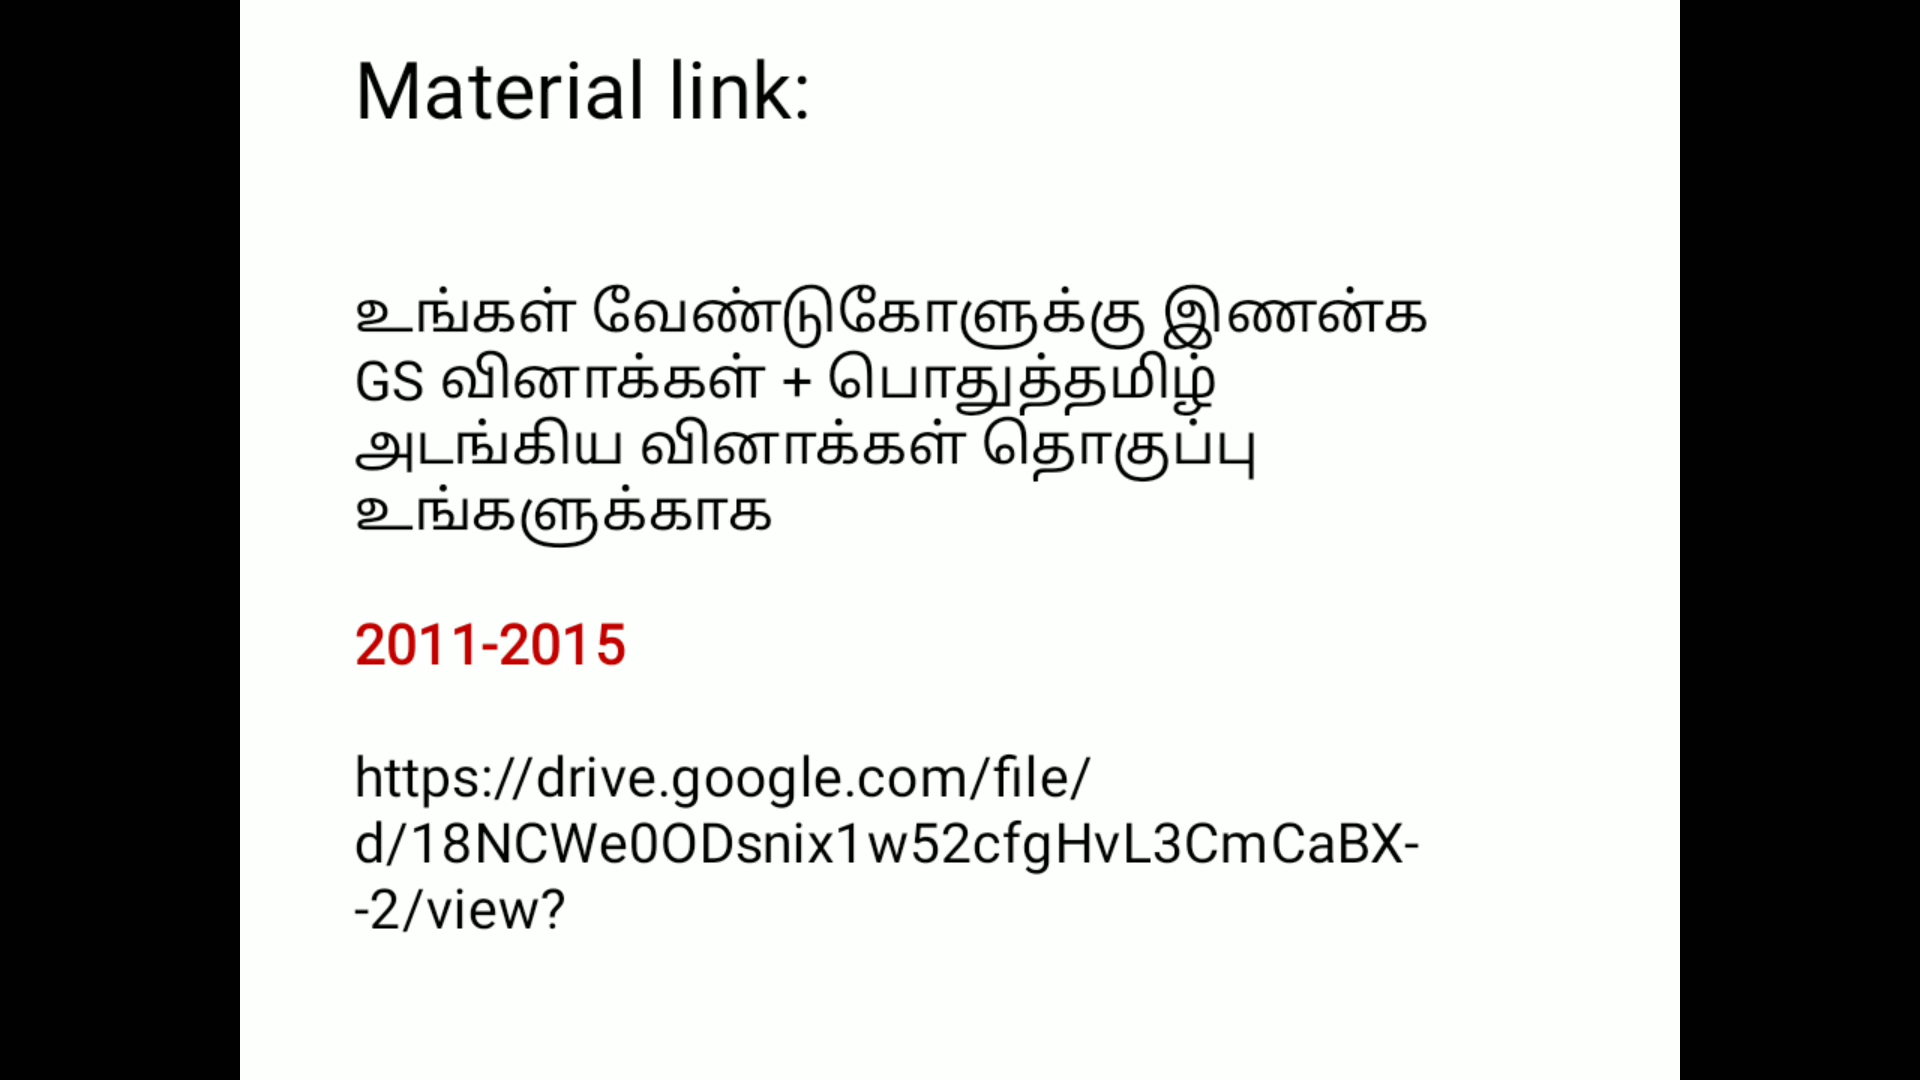 Material link:
உங்கள் வேண்டுகோளுக்கு இணன்க
GS வினாக்கள் + பொதுத்தமிழ்
அடங்கிய வினாக்கள் தொகுப்பு
உங்களுக்காக
2011-2015
https://drive.google.com/file/
d/18NCWe0ODsnix1w52cfgHvL3CmCaBX-
-2/view?